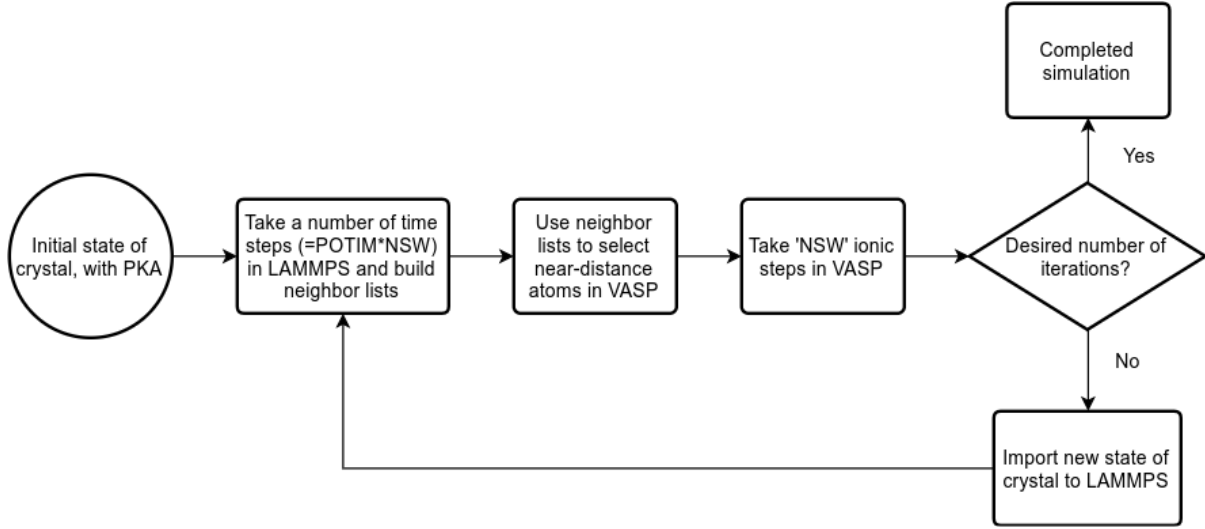 Initial state of
crystal, with PKA
Take a number of time
steps (=POTIM*NSW)
in LAMMPS and build
neighbor lists
Use neighbor
lists to select
near-distance
atoms in VASP
Take 'NSW' ionic
steps in VASP
Desired number of
iterations?
Yes
Completed
simulation
No
Import new state of
crystal to LAMMPS